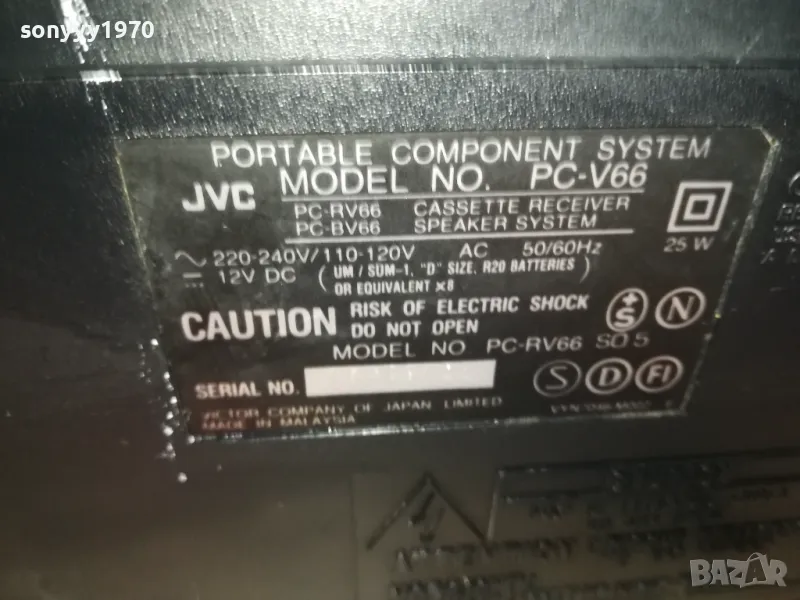 sonyyy1970
PORTABLE COMPONENT SYSTEM
JVC MODEL NO. PC-V66
PC-RV66 CASSETTE RECEIVER
PC-BV66 SPEAKER SYSTEM
25 W
220-240V/110-120V AC 50/60Hz
12V DC ( UM / SUM-1, "D" SIZE, R20 BATTERIES )
OR EQUIVALENT ×8
CAUTION RISK OF ELECTRIC SHOCK
DO NOT OPEN
+S N
MODEL NO PC-RV66
SERIAL NO.
S D FI
VICTOR COMPANY OF JAPAN LIMITED
MADE IN MALAYSIA
BAZAR